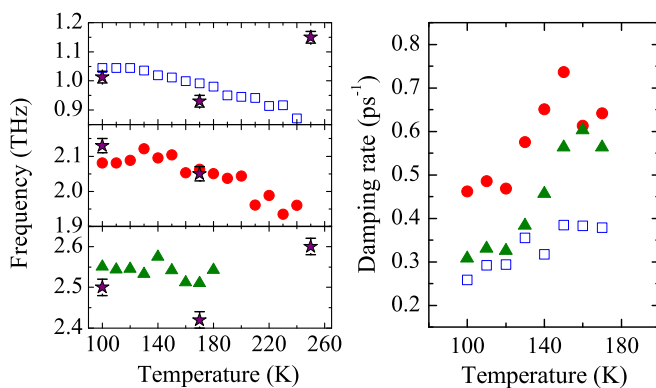 1.2
1.1
1.0
0.9
2.1
2.0
1.9
2.6
2.5
2.4
100 140 180 220 260
Temperature (K)
Frequency (THz)
0.8
0.7
0.6
0.5
0.4
0.3
0.2
100 140 180
Temperature (K)
Damping rate (ps⁻¹)